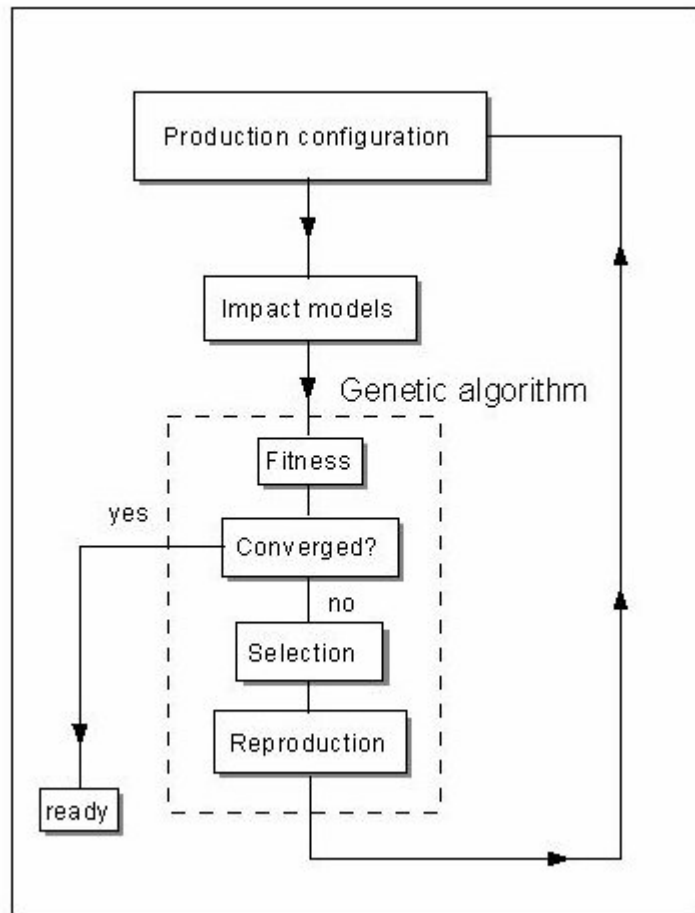 Production configuration
Impact models
Genetic algorithm
Fitness
yes
Converged?
no
Selection
Reproduction
ready